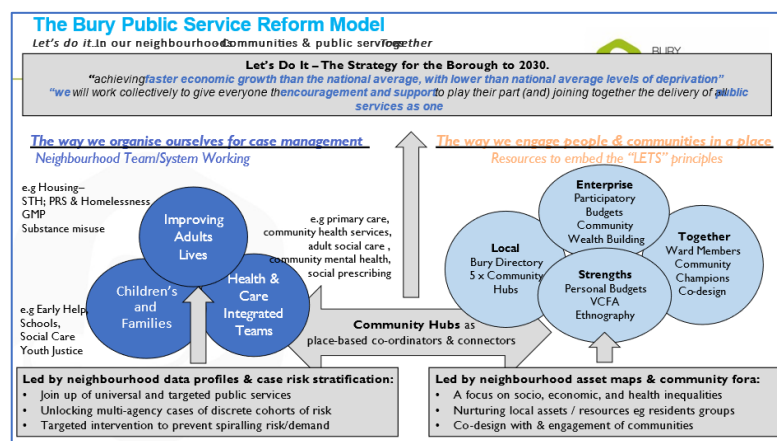 The Bury Public Service Reform Model
Let's do it...In our neighbourhoods Communities & public services Together
BURY
Let's Do It – The Strategy for the Borough to 2030.
"achieving faster economic growth than the national average, with lower than national average levels of deprivation"
"we will work collectively to give everyone the encouragement and support to play their part (and) joining together the delivery of all public
services as one
The way we organise ourselves for case management
Neighbourhood Team/System Working
The way we engage people & communities in a place
Resources to embed the "LETS" principles
e.g Housing–
STH; PRS & Homelessness
GMP
Substance misuse
Improving
Adults
Lives
e.g primary care,
community health services,
adult social care ,
community mental health,
social prescribing
Children's
and
Families
Health &
Care
Integrated
Teams
e.g Early Help,
Schools,
Social Care
Youth Justice
Enterprise
Participatory
Budgets
Community
Wealth Building
Local
Bury Directory
5 x Community
Hubs
Together
Ward Members
Community
Champions
Co-design
Strengths
Personal Budgets
VCFA
Ethnography
Community Hubs as
place-based co-ordinators & connectors
Led by neighbourhood data profiles & case risk stratification:
• Join up of universal and targeted public services
• Unlocking multi-agency cases of discrete cohorts of risk
• Targeted intervention to prevent spiralling risk/demand
Led by neighbourhood asset maps & community fora:
• A focus on socio, economic, and health inequalities
• Nurturing local assets / resources eg residents groups
• Co-design with & engagement of communities